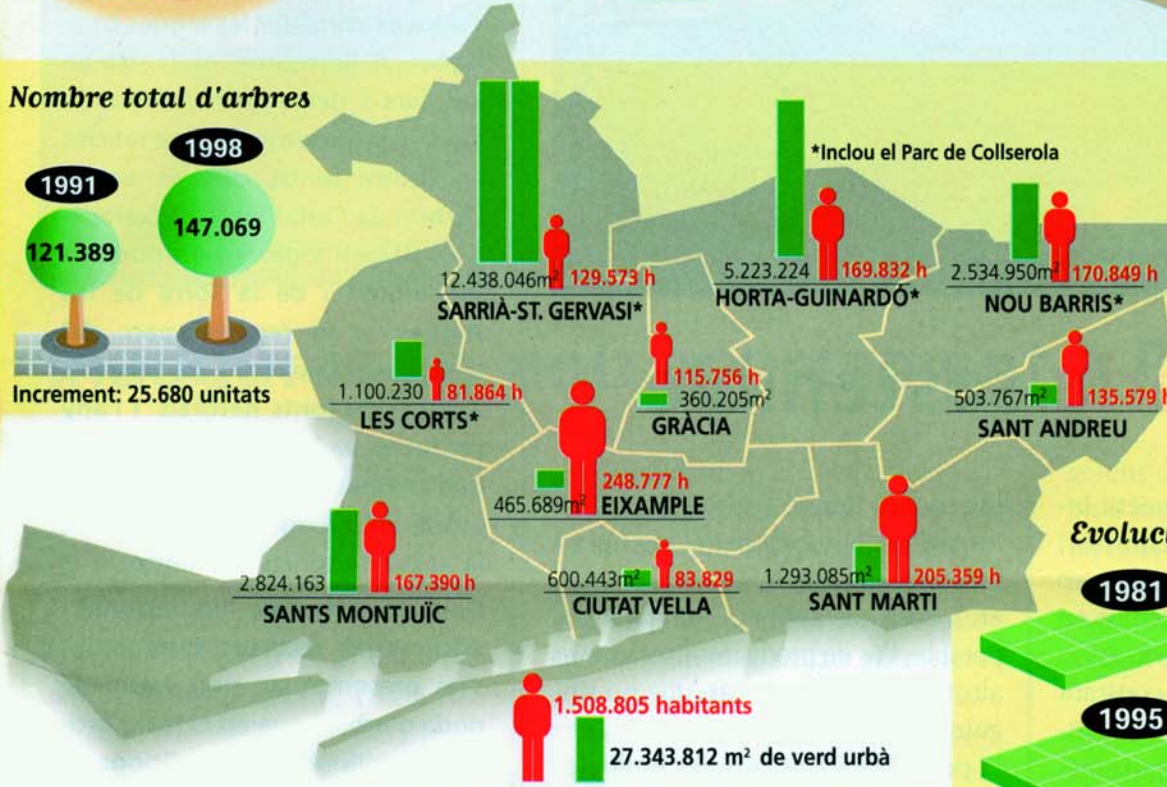 Nombre total d'arbres
1991
121.389
1998
147.069
Increment: 25.680 unitats
*Inclou el Parc de Collserola
12.438.046m² 129.573 h
SARRIÀ-ST. GERVASI*
5.223.224 169.832 h
HORTA-GUINARDÓ*
2.534.950m² 170.849 h
NOU BARRIS*
1.100.230 81.864 h
LES CORTS*
115.756 h
360.205m²
GRÀCIA
503.767m² 135.579 h
SANT ANDREU
248.777 h
465.689m² EIXAMPLE
2.824.163 167.390 h
SANTS MONTJUÏC
600.443m² 83.829
CIUTAT VELLA
1.293.085m² 205.359 h
SANT MARTI
1.508.805 habitants
27.343.812 m² de verd urbà
1981
1995